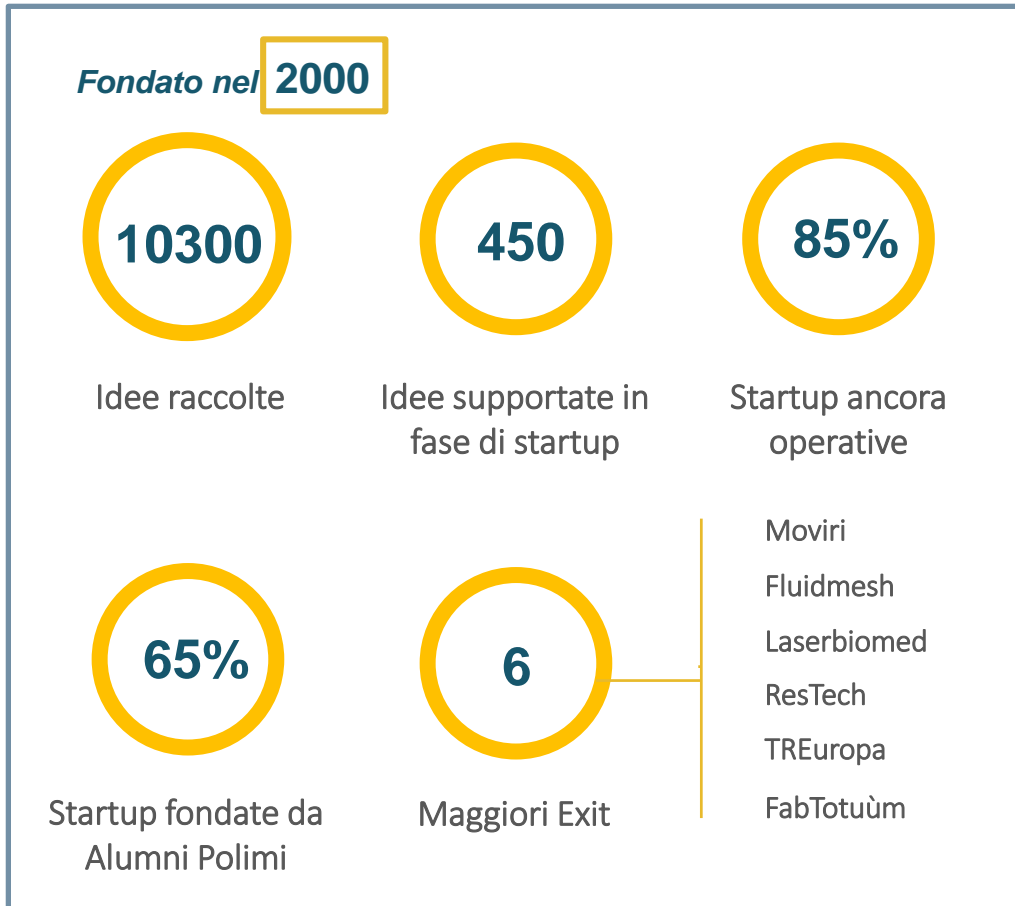 Fondato nel 2000
10300
450
85%
Idee raccolte
Idee supportate in
fase di startup
Startup ancora
operative
65%
6
Startup fondate da
Alumni Polimi
Maggiori Exit
Moviri
Fluidmesh
Laserbiomed
ResTech
TREuropa
FabTotuùm